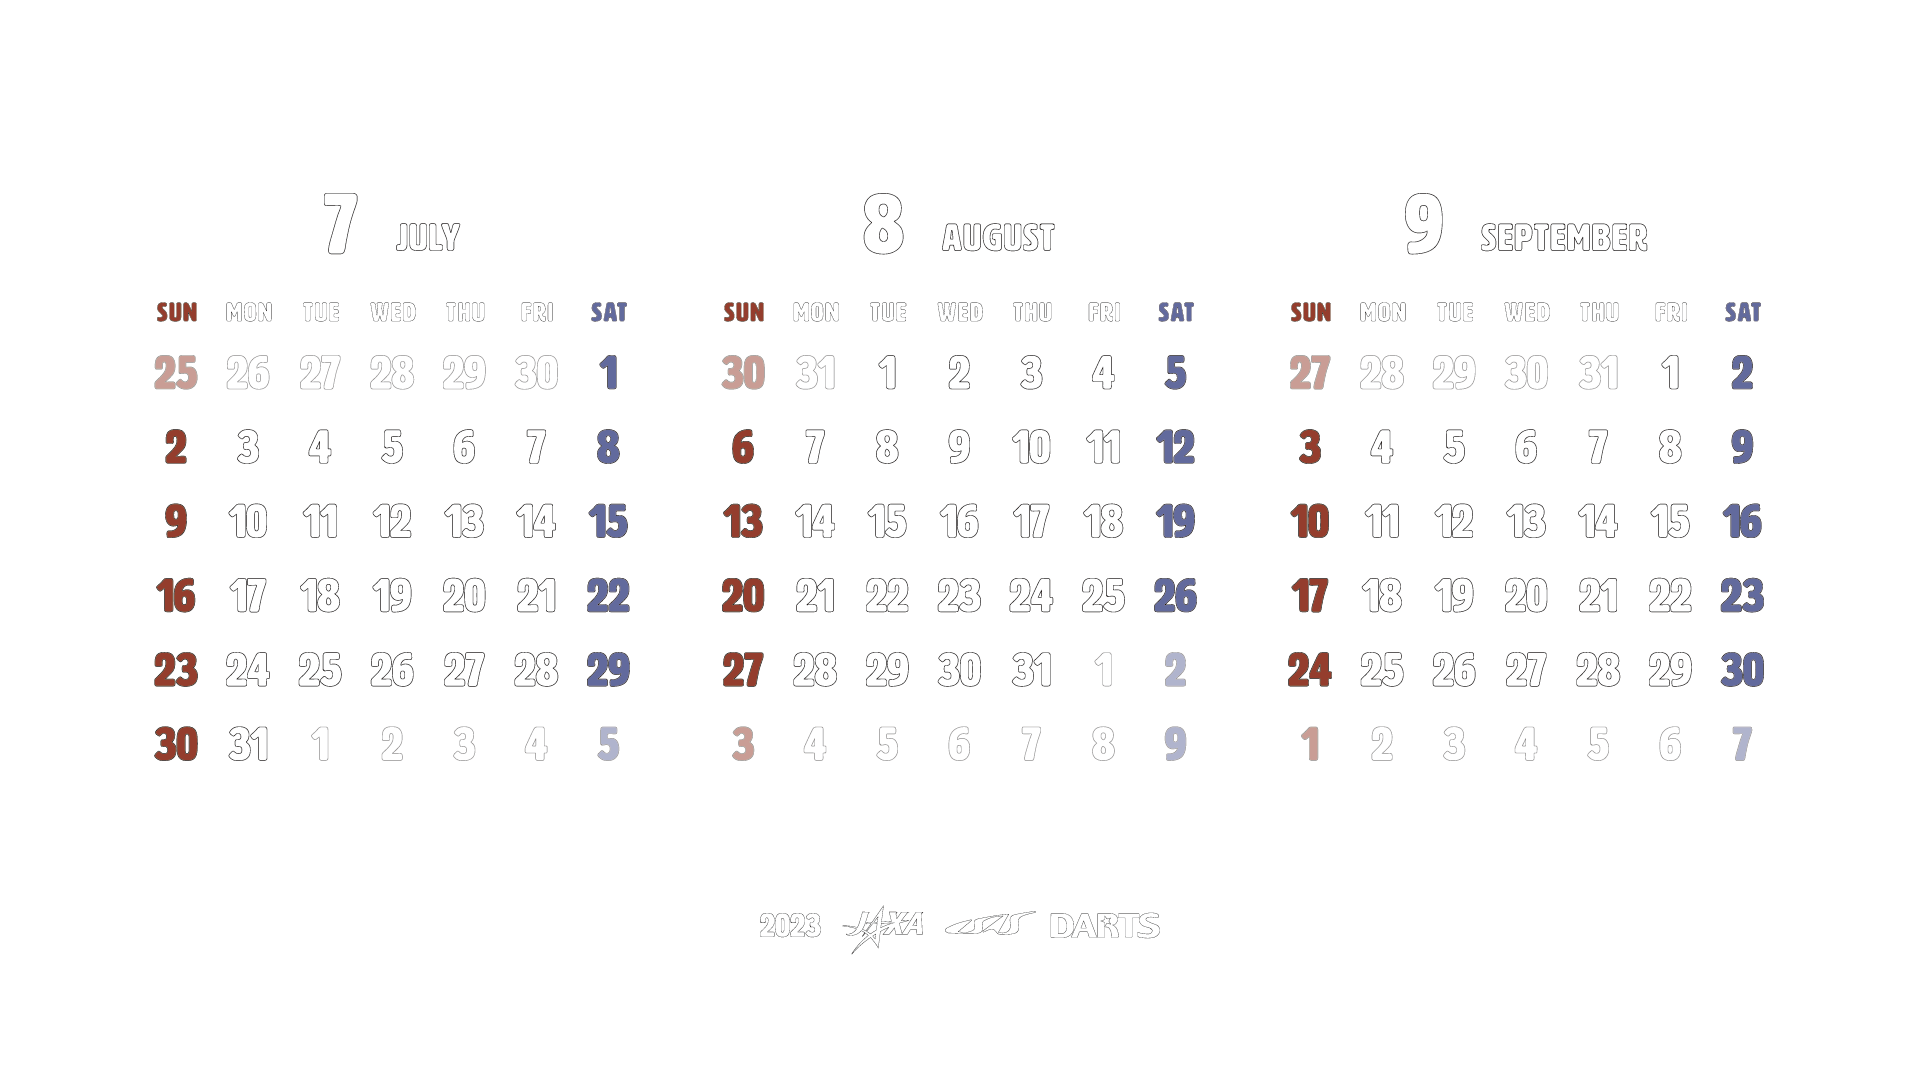 7 JULY
SUN MON TUE WED THU FRI SAT
25 26 27 28 29 30 1
2 3 4 5 6 7 8
9 10 11 12 13 14 15
16 17 18 19 20 21 22
23 24 25 26 27 28 29
30 31 1 2 3 4 5
8 AUGUST
SUN MON TUE WED THU FRI SAT
30 31 1 2 3 4 5
6 7 8 9 10 11 12
13 14 15 16 17 18 19
20 21 22 23 24 25 26
27 28 29 30 31 1 2
3 4 5 6 7 8 9
9 SEPTEMBER
SUN MON TUE WED THU FRI SAT
27 28 29 30 31 1 2
3 4 5 6 7 8 9
10 11 12 13 14 15 16
17 18 19 20 21 22 23
24 25 26 27 28 29 30
1 2 3 4 5 6 7
2023 JAXA ISAS DARTS